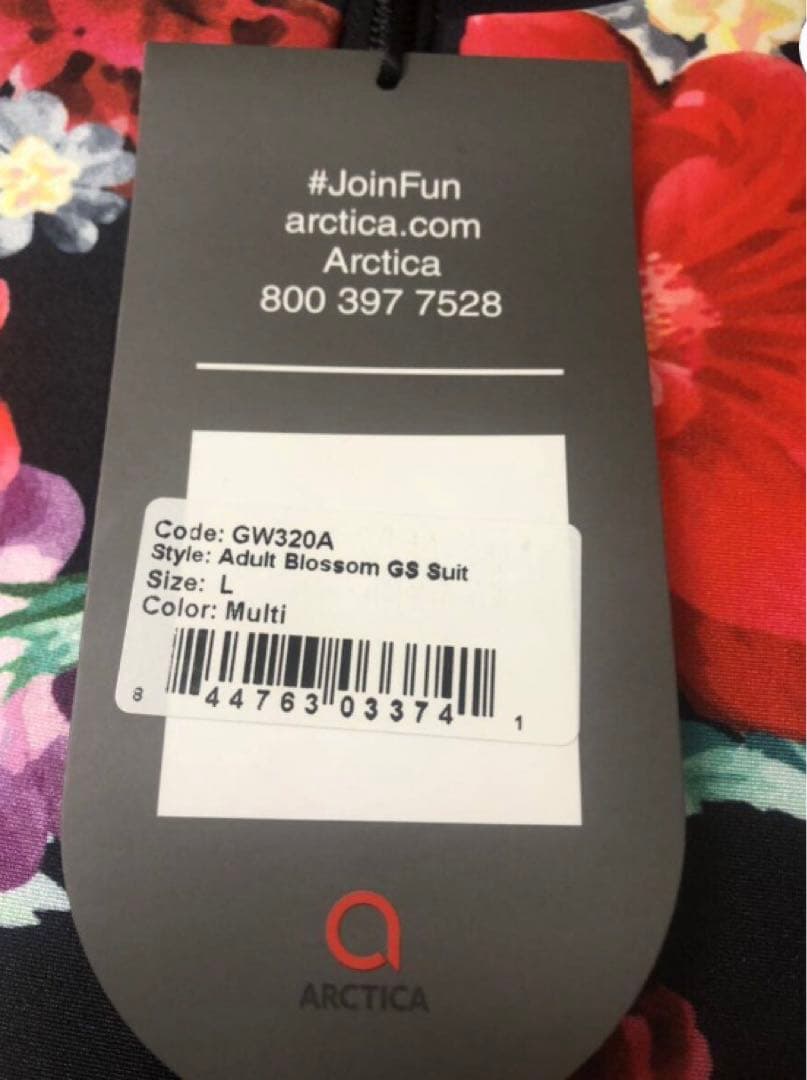 #JoinFun
arctica.com
Arctica
800 397 7528
Code: GW320A
Style: Adult Blossom GS Suit
Size: L
Color: Multi
8 44763 03374 1
ARCTICA